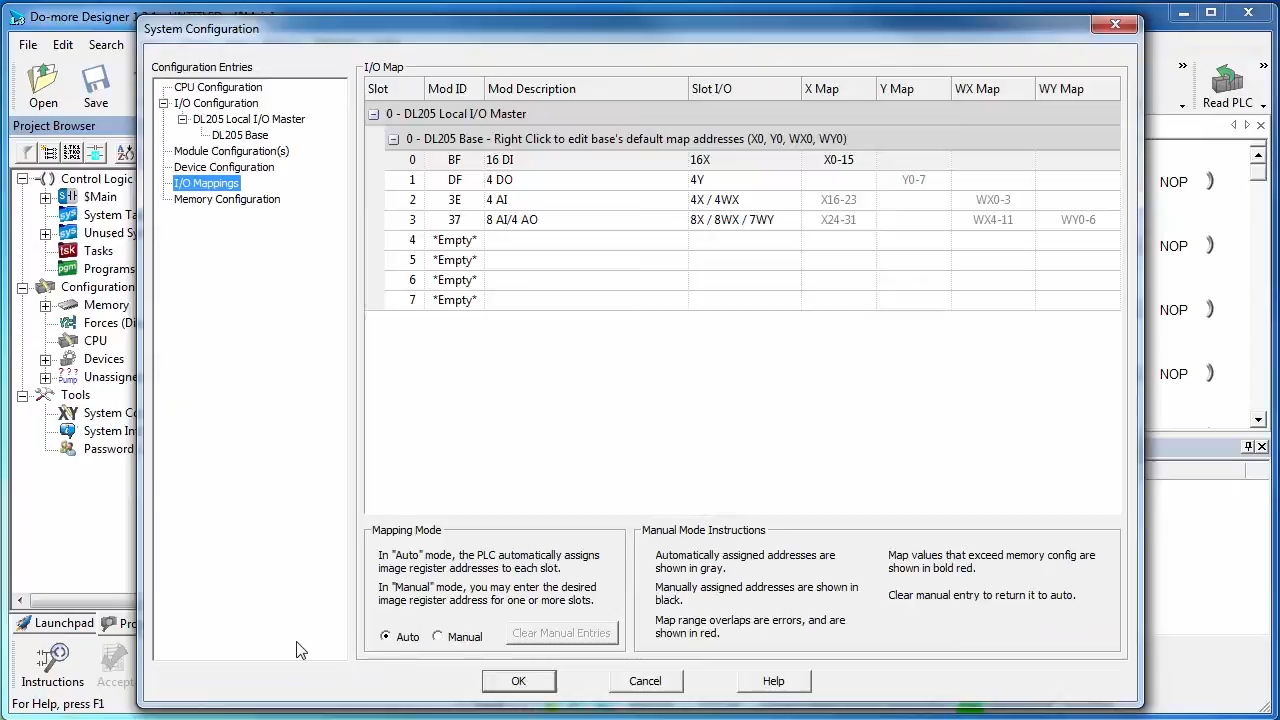 Do-more Designer 1.3
System Configuration
File Edit Search
Open Save
Read PLC
Project Browser
Control Logic
$Main
System Ta
Unused Sy
Tasks
Programs
Configuration
Memory
Forces (Di
CPU
Devices
Unassigne
Tools
System Co
System In
Password
Launchpad
Instructions
Accept
For Help, press F1
NOP
NOP
NOP
NOP
Configuration Entries
CPU Configuration
I/O Configuration
DL205 Local I/O Master
DL205 Base
Module Configuration(s)
Device Configuration
I/O Mappings
Memory Configuration
I/O Map
Slot Mod ID Mod Description Slot I/O X Map Y Map WX Map WY Map
0 - DL205 Local I/O Master
0 - DL205 Base - Right Click to edit base's default map addresses (X0, Y0, WX0, WY0)
0 BF 16 DI 16X X0-15
1 DF 4 DO 4Y Y0-7
2 3E 4 AI 4X / 4WX X16-23 WX0-3
3 37 8 AI/4 AO 8X / 8WX / 7WY X24-31 WX4-11 WY0-6
4 *Empty*
5 *Empty*
6 *Empty*
7 *Empty*
Mapping Mode
In "Auto" mode, the PLC automatically assigns
image register addresses to each slot.
In "Manual" mode, you may enter the desired
image register address for one or more slots.
Auto Manual Clear Manual Entries
Manual Mode Instructions
Automatically assigned addresses are
shown in gray.
Manually assigned addresses are shown in
black.
Map range overlaps are errors, and are
shown in red.
Map values that exceed memory config are
shown in bold red.
Clear manual entry to return it to auto.
OK Cancel Help